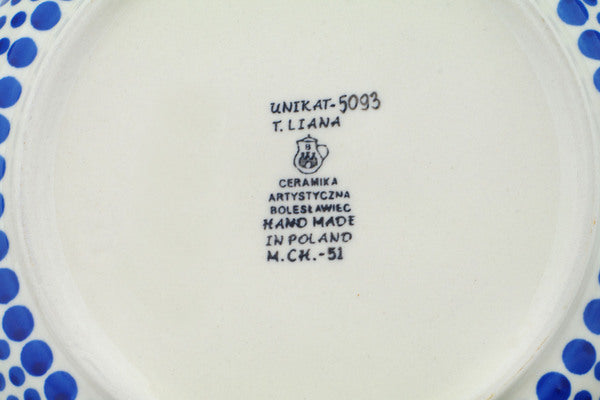 UNIKAT-5093
T. LIANA
B
CERAMIKA
ARTYSTYCZNA
BOLESŁAWIEC
HAND MADE
IN POLAND
M.CH.-51